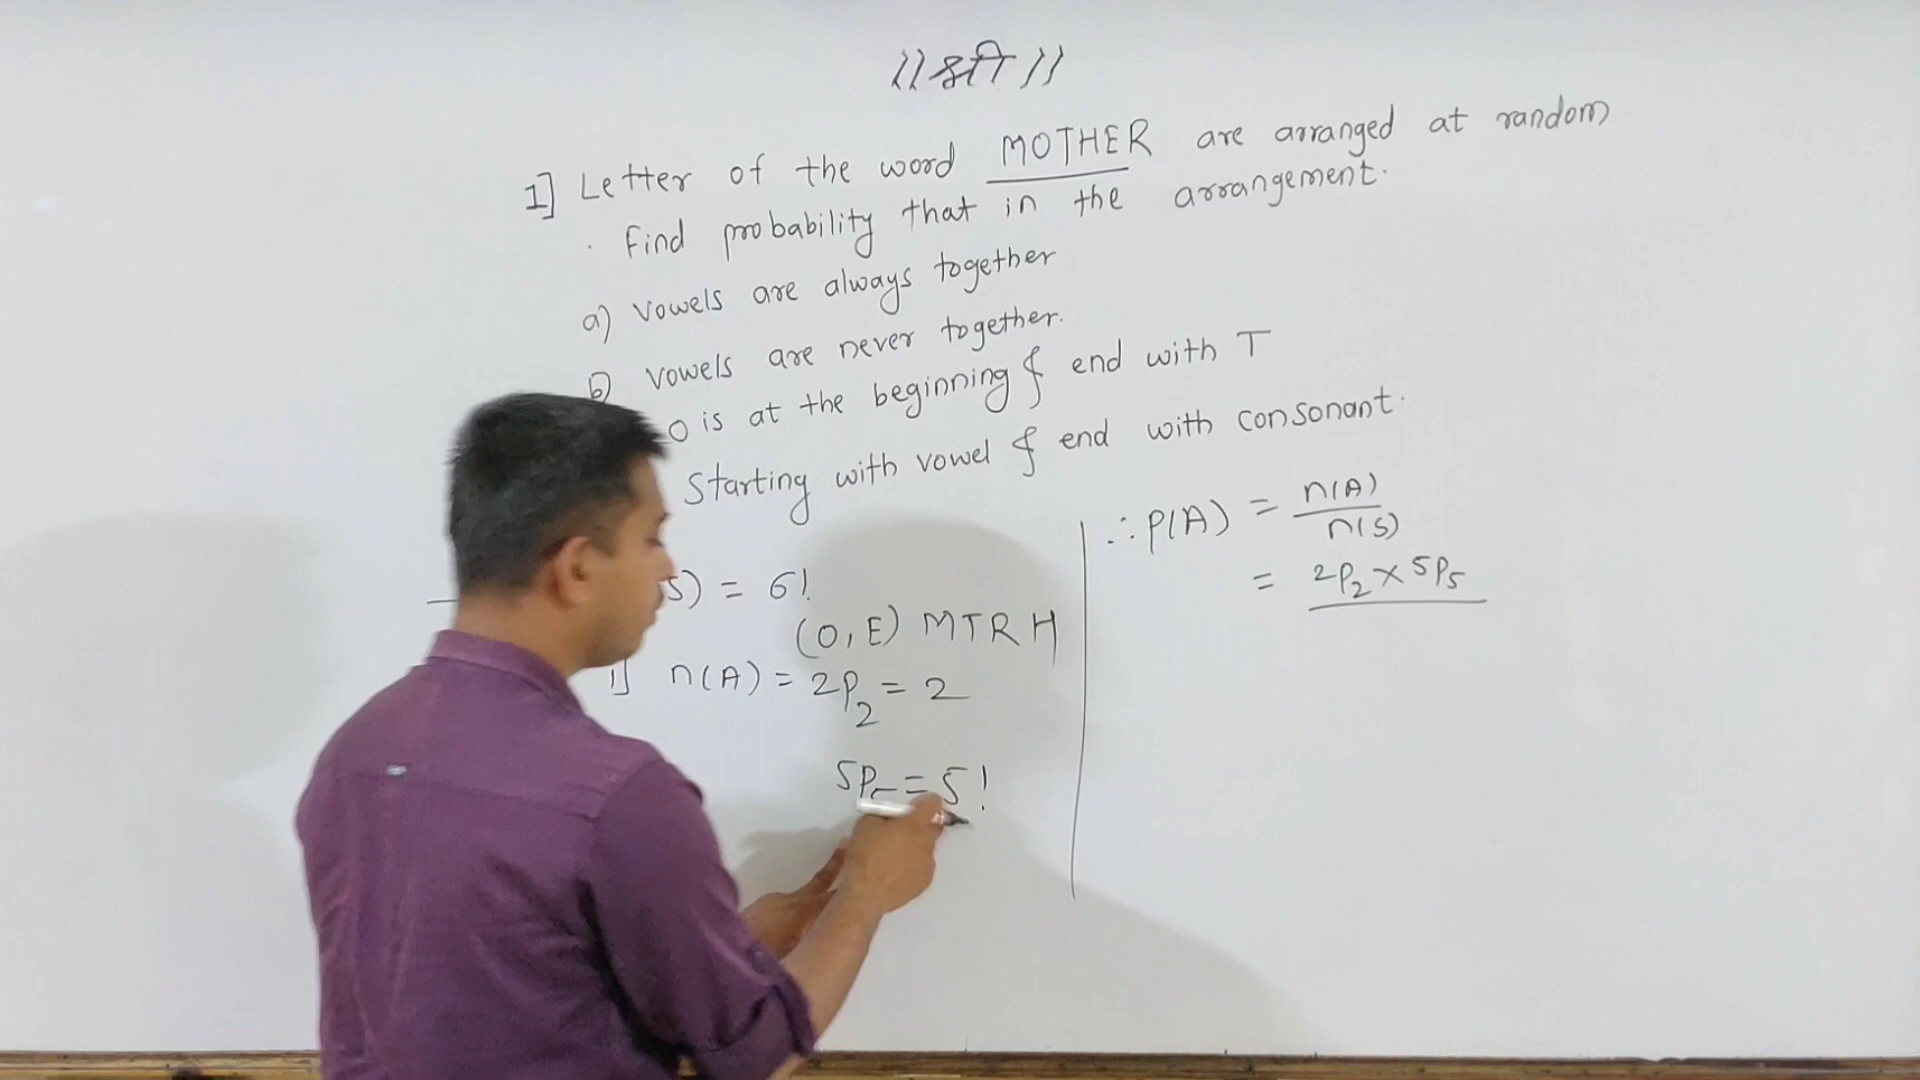 ॥ श्री ॥
1] Letter of the word MOTHER are arranged at random
. Find probability that in the arrangement.
a) Vowels are always together
b) Vowels are never together.
O is at the beginning & end with T
Starting with vowel & end with consonant.
S) = 6!
(O, E) MTRH
1] n(A) = 2P2 = 2
5P5 = 5!
∴ P(A) = n(A)/n(S)
= 2P2 × 5P5